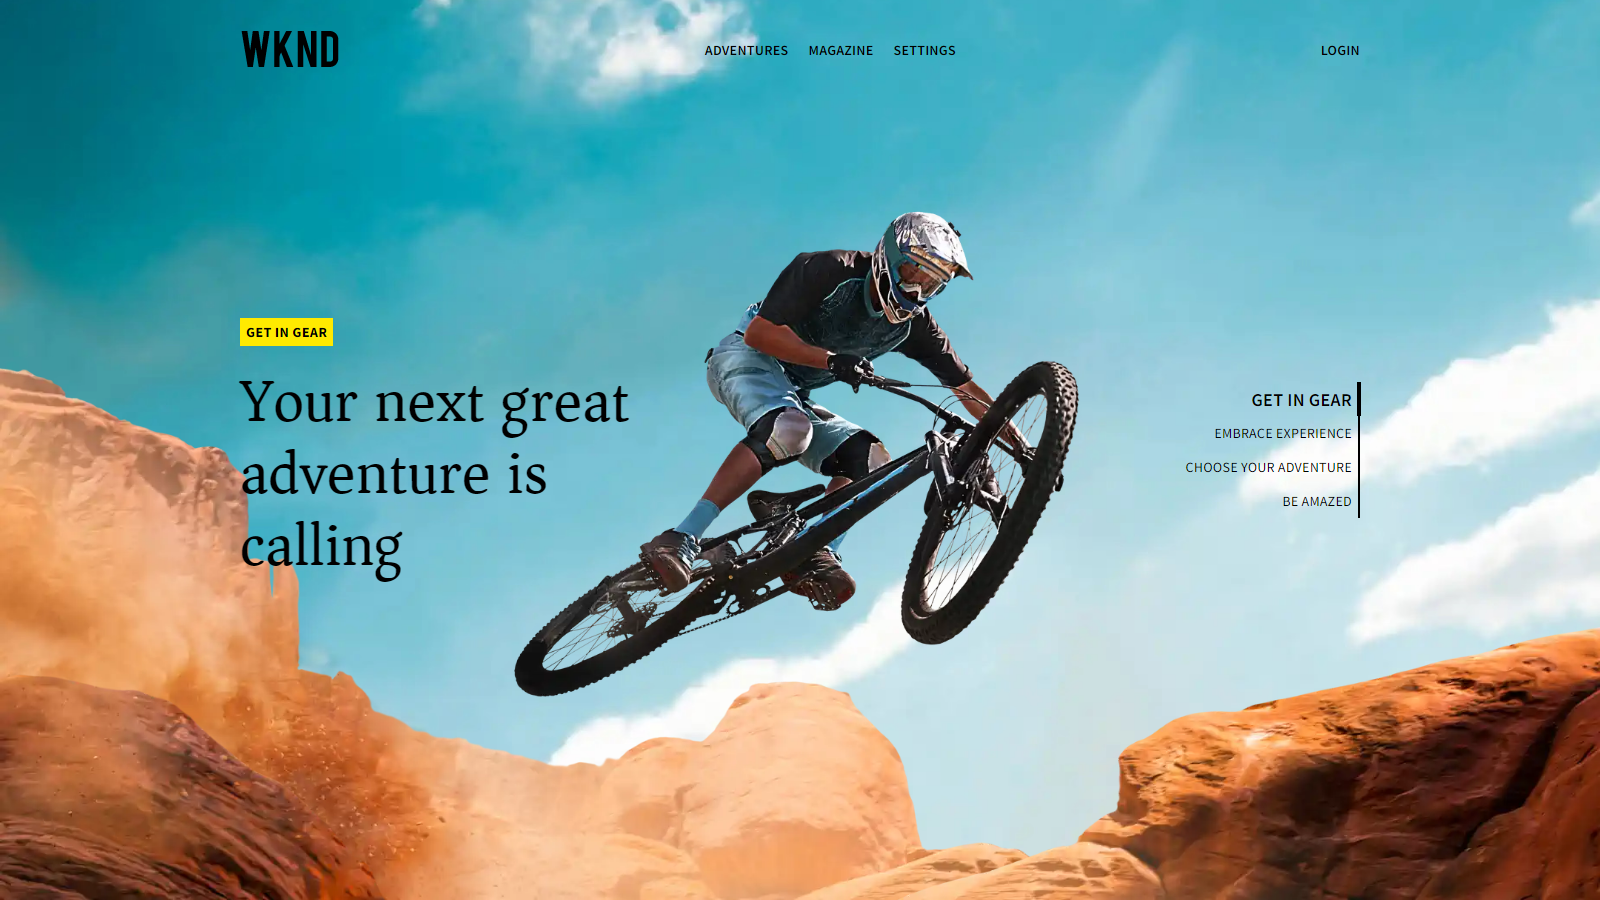 WKND
ADVENTURES MAGAZINE SETTINGS
LOGIN
GET IN GEAR
Your next great
adventure is
calling
GET IN GEAR
EMBRACE EXPERIENCE
CHOOSE YOUR ADVENTURE
BE AMAZED